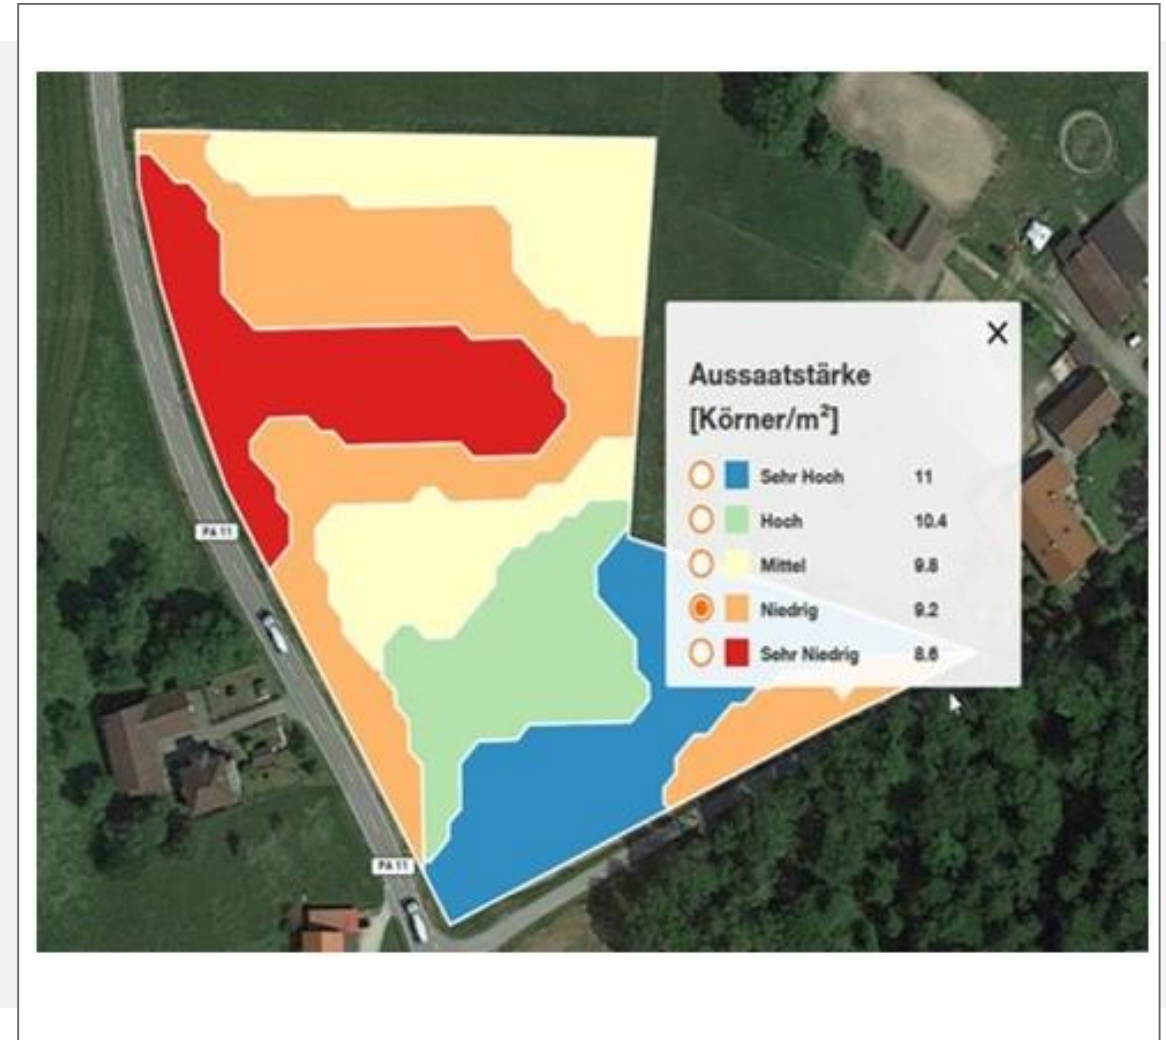 Aussaatstärke
[Körner/m²]
Sehr Hoch 11
Hoch 10.4
Mittel 9.8
Niedrig 9.2
Sehr Niedrig 8.6
PA 11
PA 11